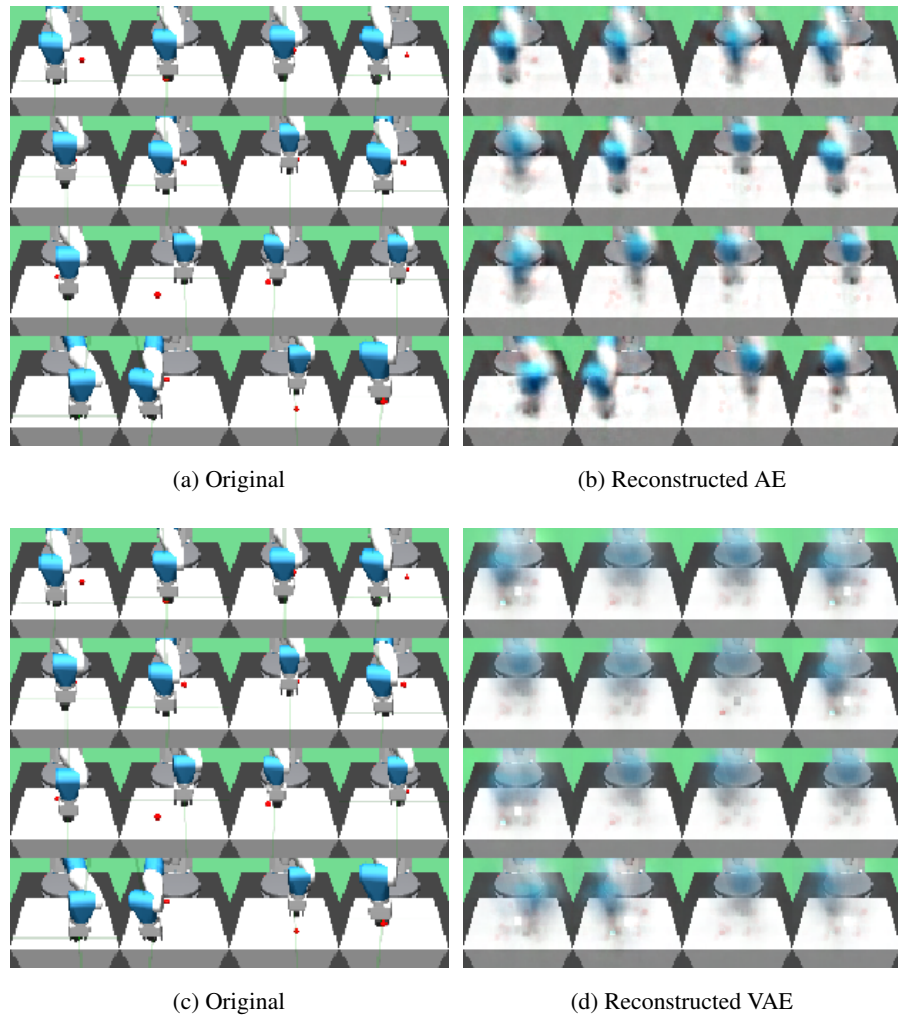 (a) Original
(b) Reconstructed AE
(c) Original
(d) Reconstructed VAE